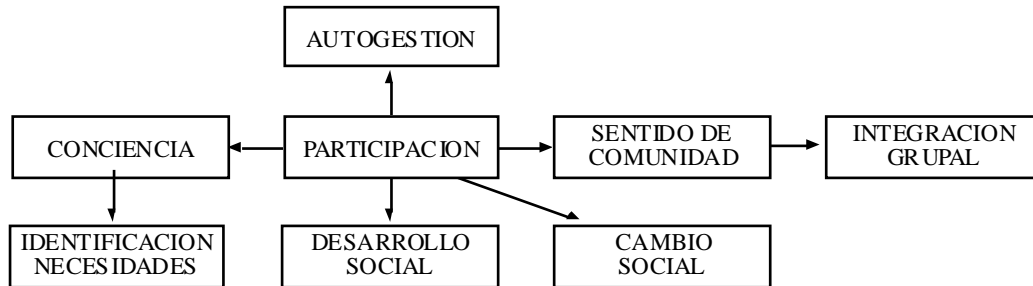 AUTOGESTION
CONCIENCIA
PARTICIPACION
SENTIDO DE
COMUNIDAD
INTEGRACION
GRUPAL
IDENTIFICACION
NECESIDADES
DESARROLLO
SOCIAL
CAMBIO
SOCIAL